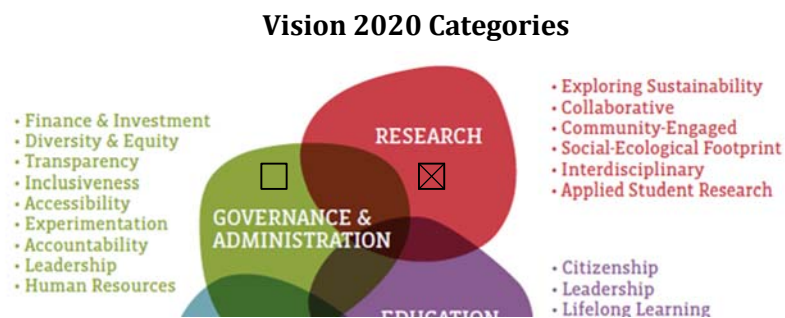 Vision 2020 Categories
• Finance & Investment
• Diversity & Equity
• Transparency
• Inclusiveness
• Accessibility
• Experimentation
• Accountability
• Leadership
• Human Resources
RESEARCH
GOVERNANCE &
ADMINISTRATION
EDUCATION
• Exploring Sustainability
• Collaborative
• Community-Engaged
• Social-Ecological Footprint
• Interdisciplinary
• Applied Student Research
• Citizenship
• Leadership
• Lifelong Learning